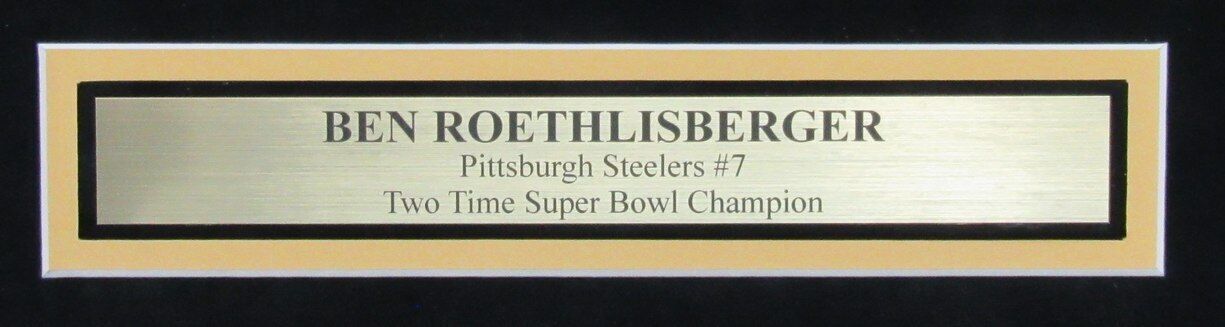 BEN ROETHLISBERGER
Pittsburgh Steelers #7
Two Time Super Bowl Champion